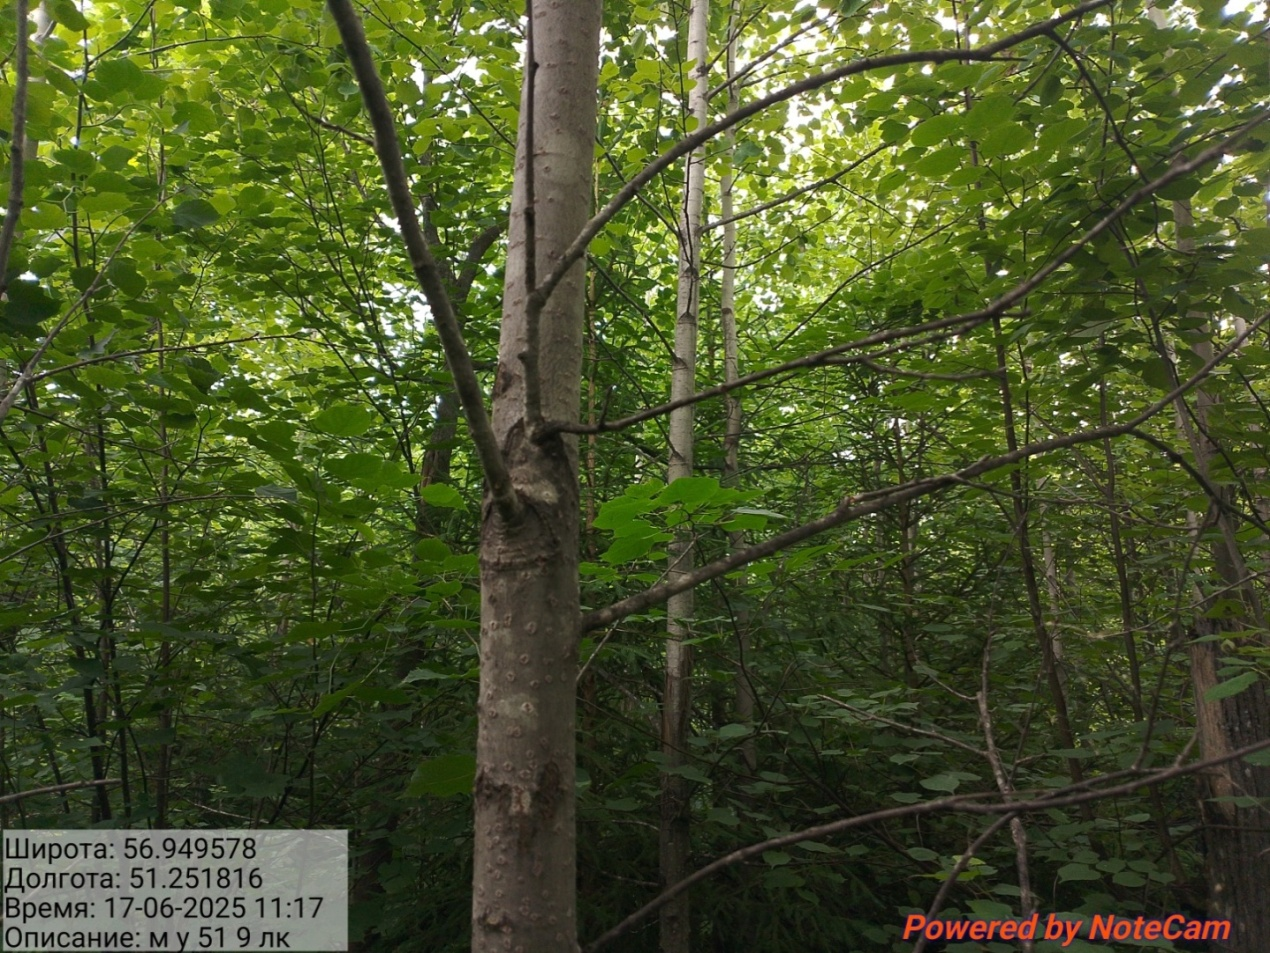 Широта: 56.949578
Долгота: 51.251816
Время: 17-06-2025 11:17
Описание: м у 51 9 лк
Powered by NoteCam